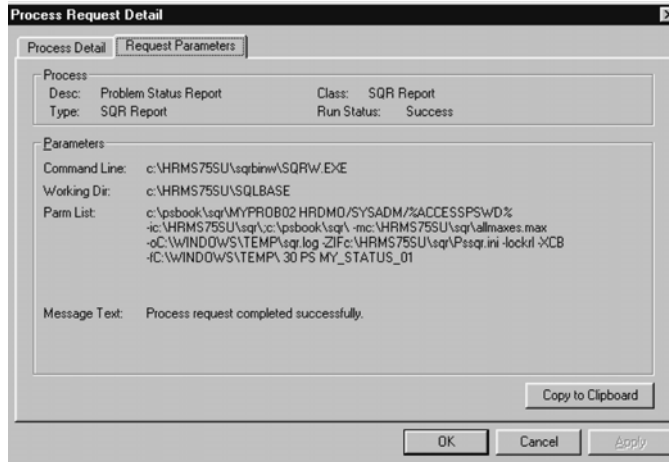 Process Request Detail
Process Detail Request Parameters
Process
Desc: Problem Status Report Class: SQR Report
Type: SQR Report Run Status: Success
Parameters
Command Line: c:\HRMS75SU\sqrbinw\SQRW.EXE
Working Dir: c:\HRMS75SU\SQLBASE
Parm List: c:\psbook\sqr\MYPROB02 HRDMO/SYSADM/%ACCESSPSWD%
-ic:\HRMS75SU\sqr\;c:\psbook\sqr\ -mc:\HRMS75SU\sqr\allmaxes.max
-oC:\WINDOWS\TEMP\sqr.log -ZIFc:\HRMS75SU\sqr\Pssqr.ini -lockrl -XCB
-fC:\WINDOWS\TEMP\ 30 PS MY_STATUS_01
Message Text: Process request completed successfully.
Copy to Clipboard
OK Cancel Apply